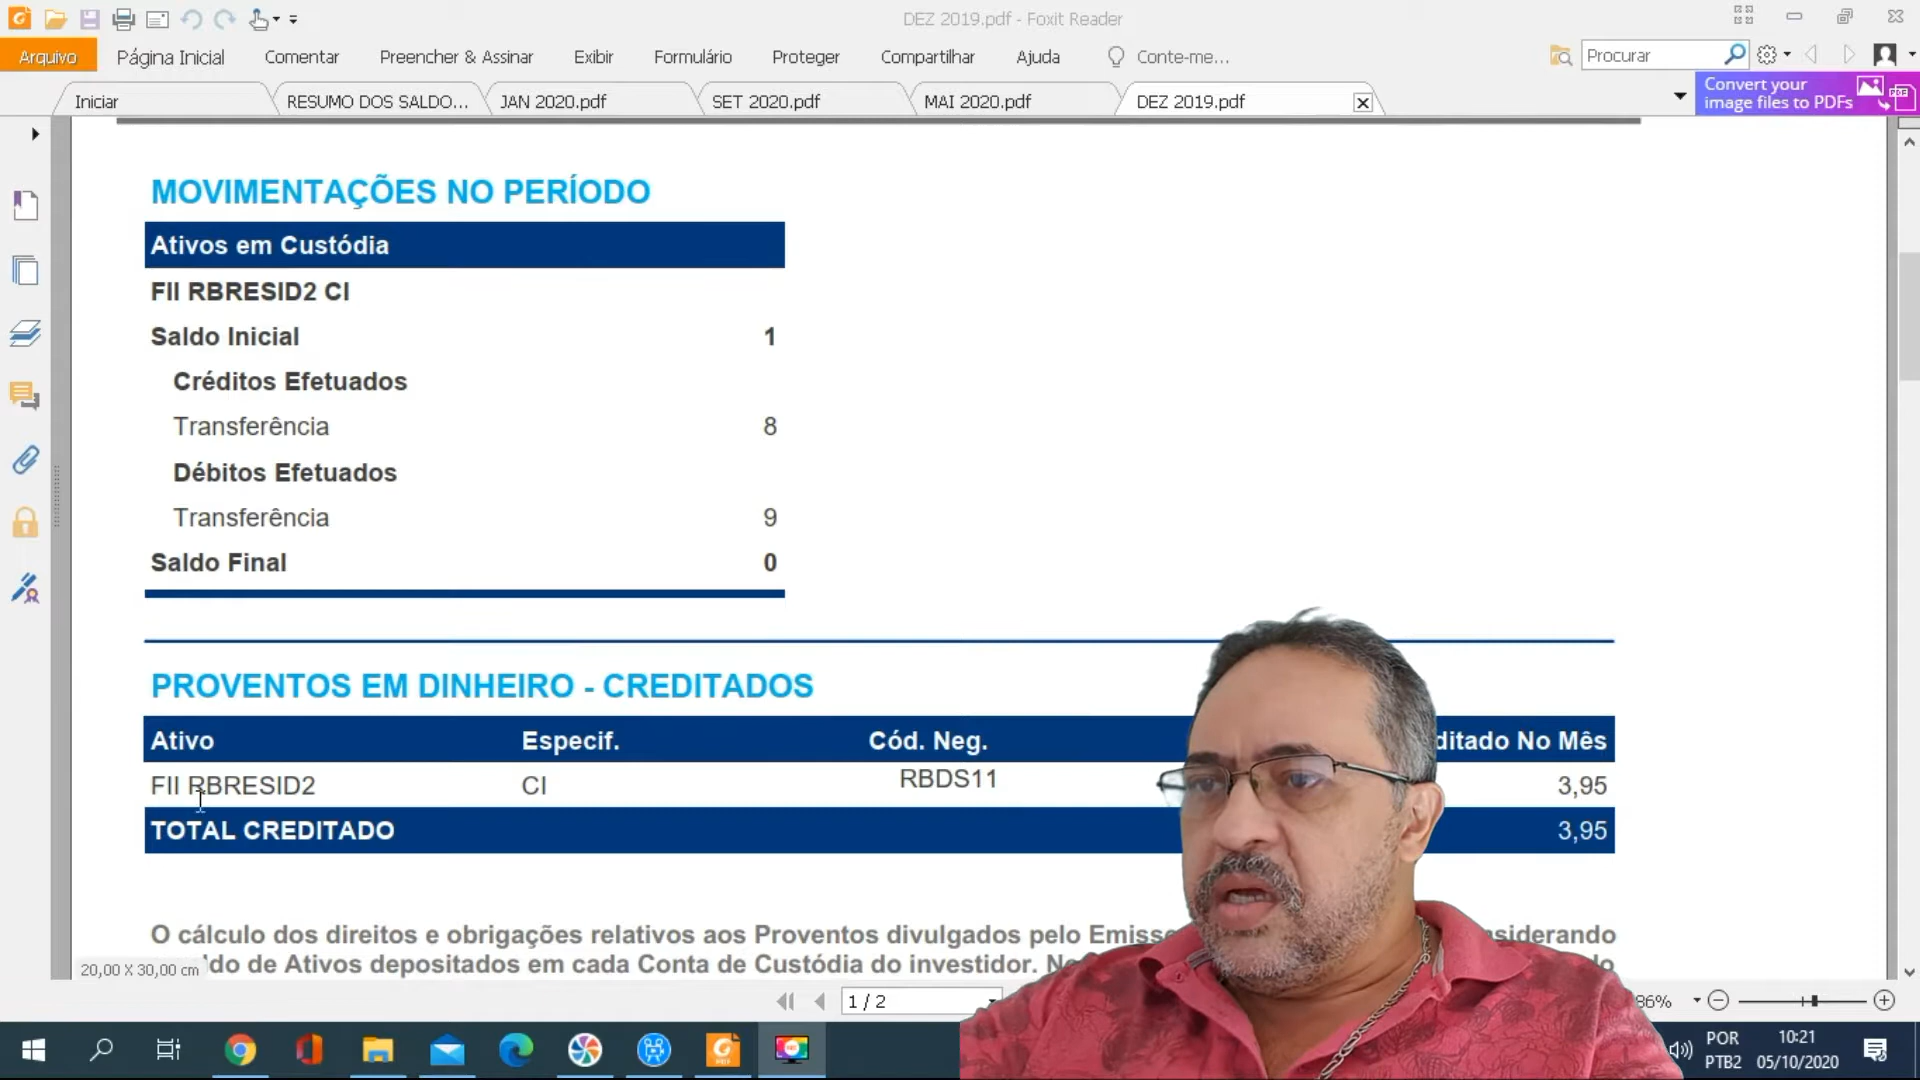 DEZ 2019.pdf - Foxit Reader
Arquivo Página Inicial Comentar Preencher & Assinar Exibir Formulário Proteger Compartilhar Ajuda Conte-me... Procurar
Iniciar RESUMO DOS SALDO... JAN 2020.pdf SET 2020.pdf MAI 2020.pdf DEZ 2019.pdf
Convert your
image files to PDFs
MOVIMENTAÇÕES NO PERÍODO
Ativos em Custódia
FII RBRESID2 CI
Saldo Inicial 1
Créditos Efetuados
Transferência 8
Débitos Efetuados
Transferência 9
Saldo Final 0
PROVENTOS EM DINHEIRO - CREDITADOS
Ativo Especif. Cód. Neg. ditado No Mês
FII RBRESID2 CI RBDS11 3,95
TOTAL CREDITADO 3,95
O cálculo dos direitos e obrigações relativos aos Proventos divulgados pelo Emisse nsiderando
do de Ativos depositados em cada Conta de Custódia do investidor.
20,00 X 30,00 cm
1 / 2
86%
POR 10:21
PTB2 05/10/2020